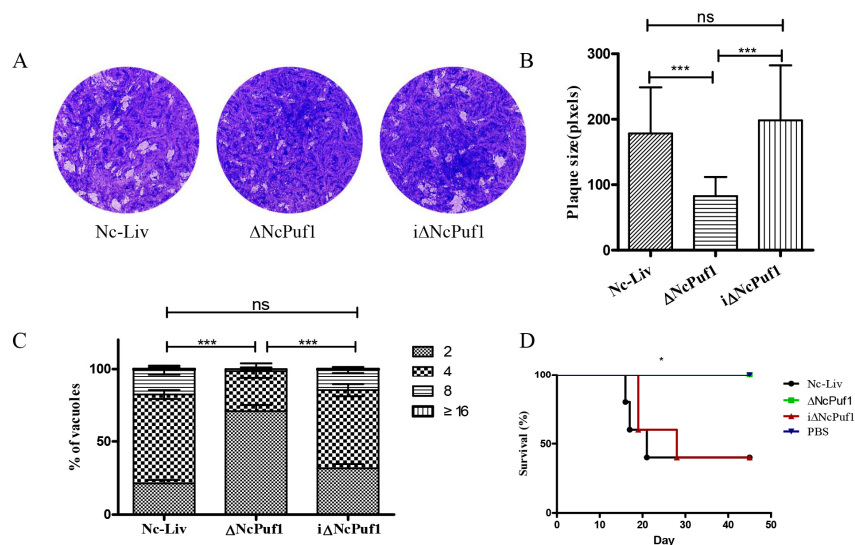 A
Nc-Liv
ΔNcPuf1
iΔNcPuf1
B
ns
***
***
Plaque size(plxels)
300
200
100
0
Nc-Liv
ΔNcPuf1
iΔNcPuf1
C
ns
***
***
% of vacuoles
100
50
0
Nc-Liv
ΔNcPuf1
iΔNcPuf1
2
4
8
≥ 16
D
*
Survival (%)
100
50
0
0
10
20
30
40
50
Day
Nc-Liv
ΔNcPuf1
iΔNcPuf1
PBS